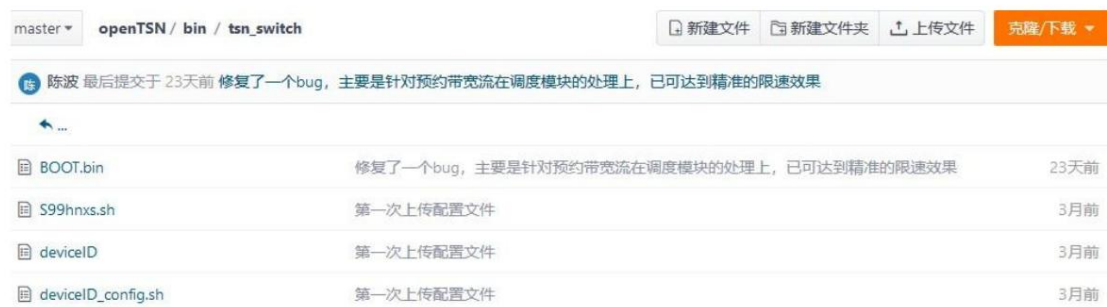 master openTSN / bin / tsn_switch 新建文件 新建文件夹 上传文件 克隆/下载
陈 陈波 最后提交于 23天前 修复了一个bug，主要是针对预约带宽流在调度模块的处理上，已可达到精准的限速效果
...
BOOT.bin 修复了一个bug，主要是针对预约带宽流在调度模块的处理上，已可达到精准的限速效果 23天前
S99hnxs.sh 第一次上传配置文件 3月前
deviceID 第一次上传配置文件 3月前
deviceID_config.sh 第一次上传配置文件 3月前